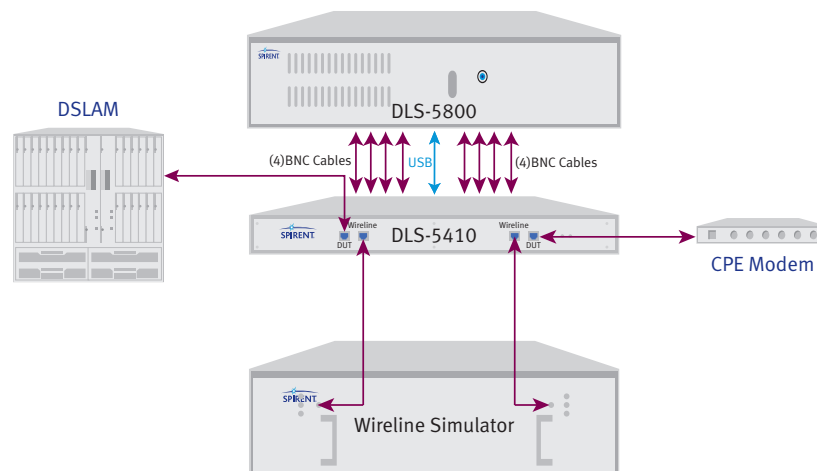 SPIRENT
DLS-5800
DSLAM
(4)BNC Cables
USB
(4)BNC Cables
SPIRENT
Wireline
DUT
DLS-5410
Wireline
DUT
CPE Modem
SPIRENT
Wireline Simulator